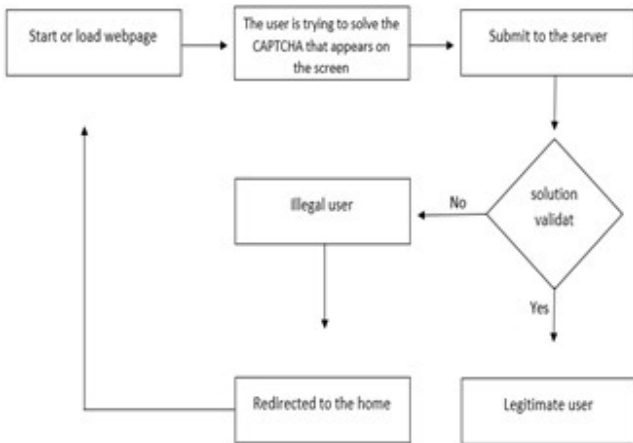 Start or load webpage
The user is trying to solve the
CAPTCHA that appears on
the screen
Submit to the server
solution
validat
No
Illegal user
Yes
Redirected to the home
Legitimate user